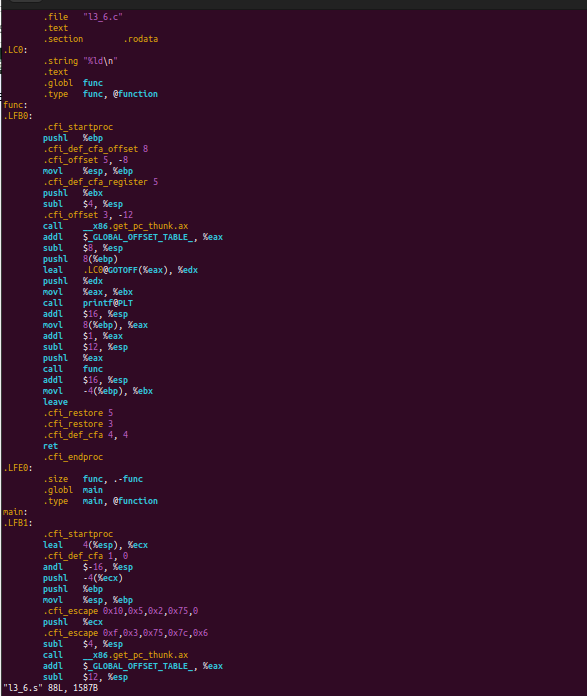 .file "l3_6.c"
.text
.section .rodata
.LC0:
.string "%ld\n"
.text
.globl func
.type func, @function
func:
.LFB0:
.cfi_startproc
pushl %ebp
.cfi_def_cfa_offset 8
.cfi_offset 5, -8
movl %esp, %ebp
.cfi_def_cfa_register 5
pushl %ebx
subl $4, %esp
.cfi_offset 3, -12
call __x86.get_pc_thunk.ax
addl $_GLOBAL_OFFSET_TABLE_, %eax
subl $8, %esp
pushl 8(%ebp)
leal .LC0@GOTOFF(%eax), %edx
pushl %edx
movl %eax, %ebx
call printf@PLT
addl $16, %esp
movl 8(%ebp), %eax
addl $1, %eax
subl $12, %esp
pushl %eax
call func
addl $16, %esp
movl -4(%ebp), %ebx
leave
.cfi_restore 5
.cfi_restore 3
.cfi_def_cfa 4, 4
ret
.cfi_endproc
.LFE0:
.size func, .-func
.globl main
.type main, @function
main:
.LFB1:
.cfi_startproc
leal 4(%esp), %ecx
.cfi_def_cfa 1, 0
andl $-16, %esp
pushl -4(%ecx)
pushl %ebp
movl %esp, %ebp
.cfi_escape 0x10,0x5,0x2,0x75,0
pushl %ecx
.cfi_escape 0xf,0x3,0x75,0x7c,0x6
subl $4, %esp
call __x86.get_pc_thunk.ax
addl $_GLOBAL_OFFSET_TABLE_, %eax
subl $12, %esp
"l3_6.s" 88L, 1587B